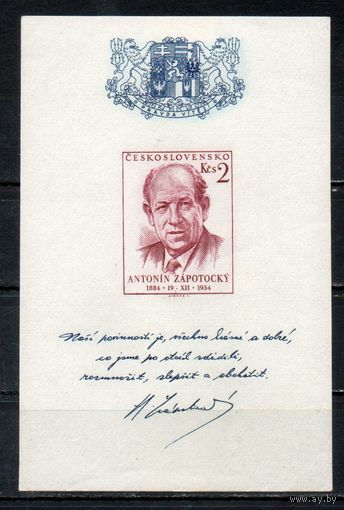 PRAVDA VÍTĚZÍ
ČESKOSLOVENSKO
Kčs 2
ANTONÍN ZÁPOTOCKÝ
1884 • 19 • XII • 1954
Naší povinností je, všechno krásné a dobré,
co jsme po otcích zdědili,
rozmnožit, zlepšit a obohatit.
AY.BY